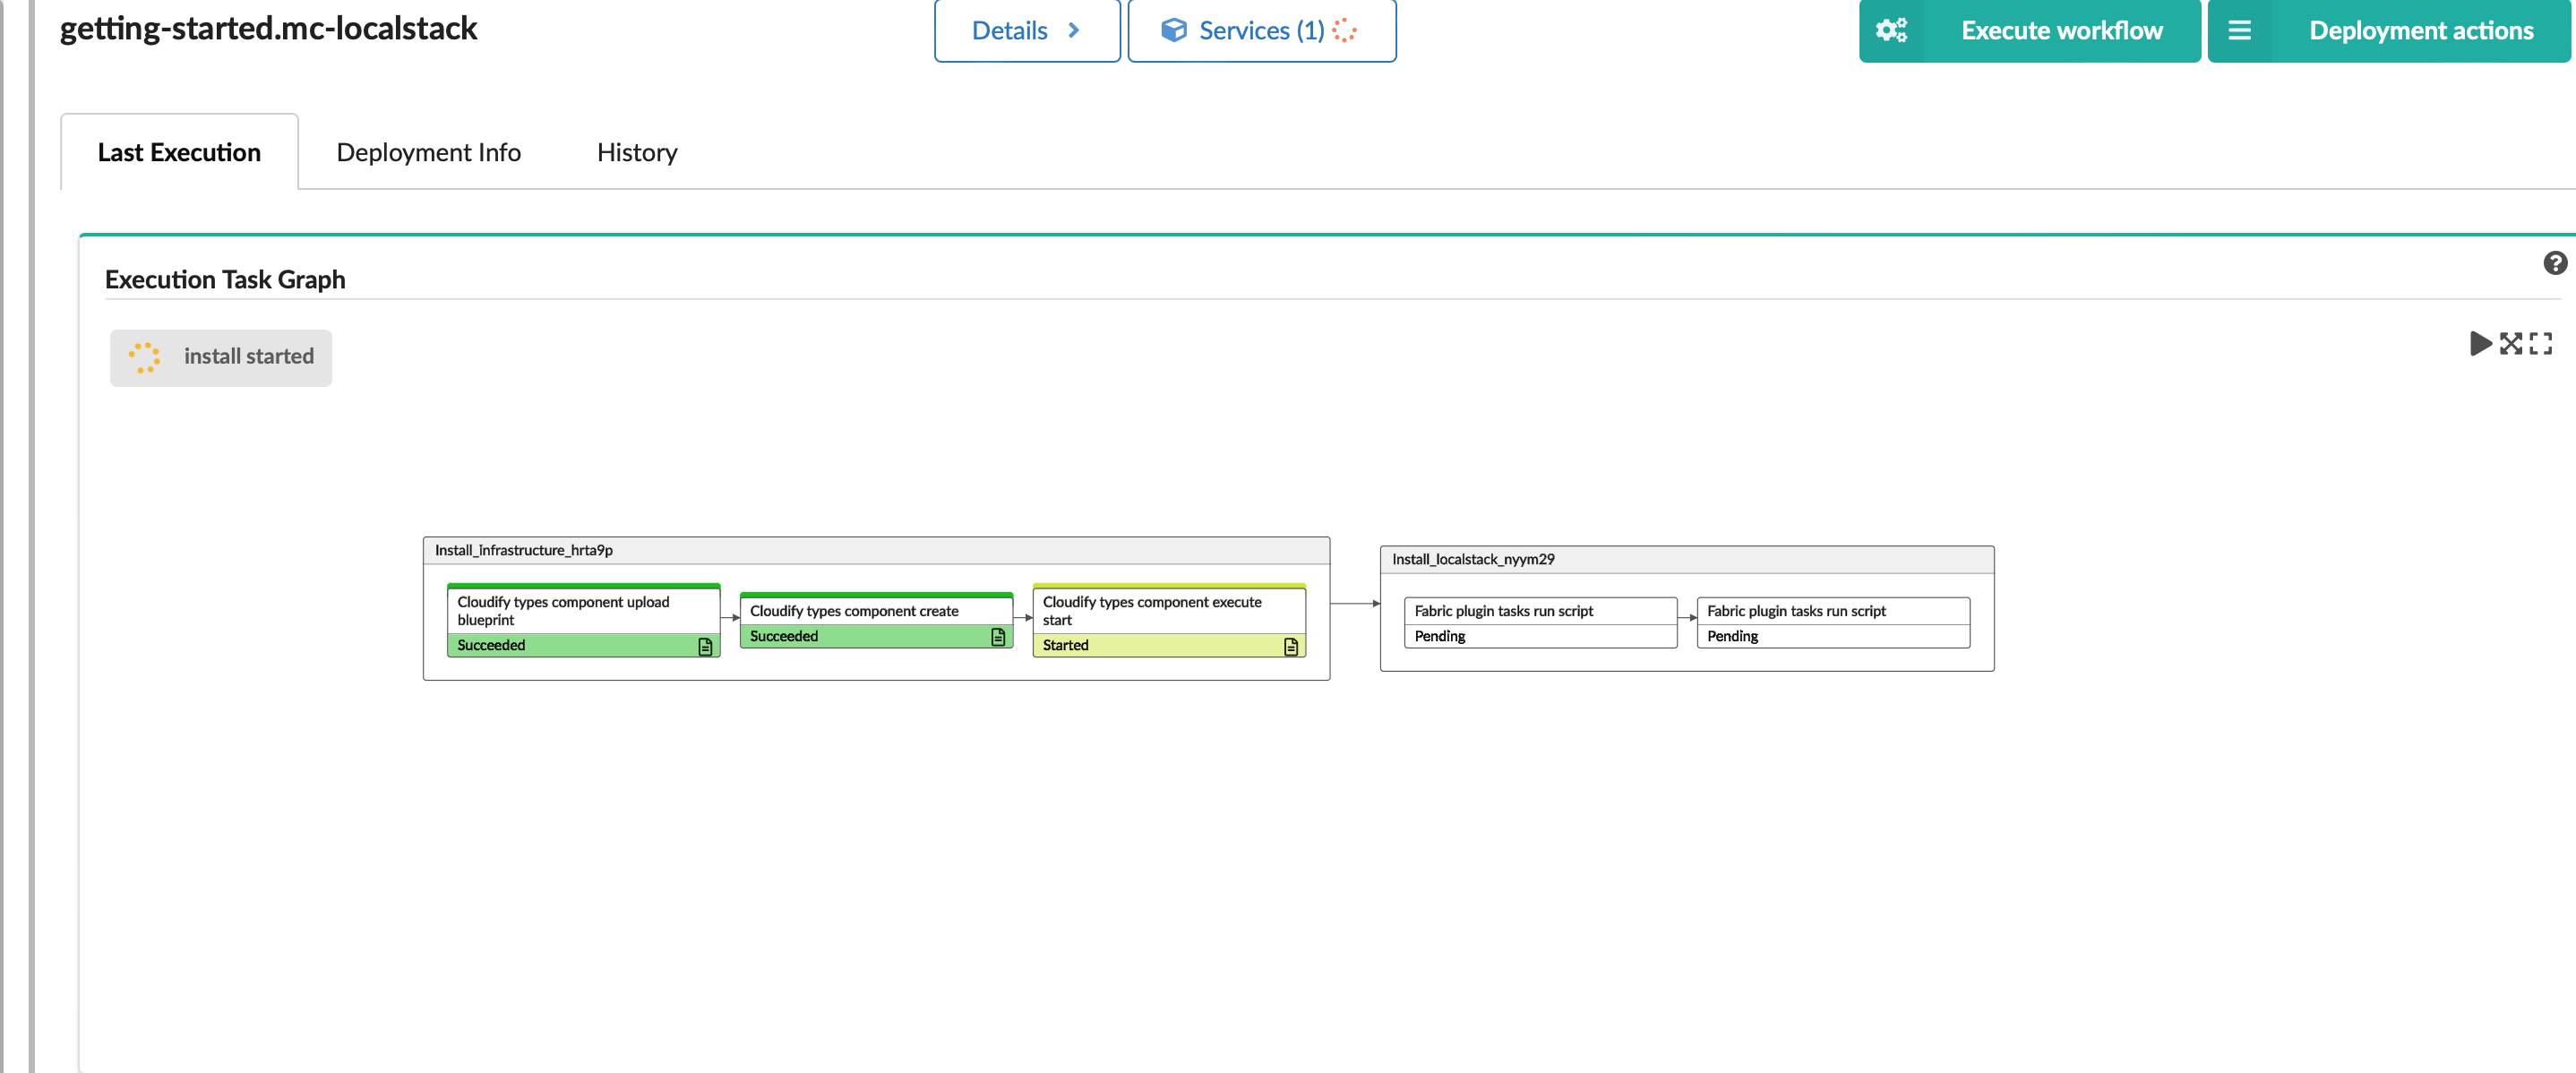 getting-started.mc-localstack
Details
Services (1)
Execute workflow
Deployment actions
Last Execution
Deployment Info
History
Execution Task Graph
install started
Install_infrastructure_hrta9p
Cloudify types component upload
blueprint
Succeeded
Cloudify types component create
Succeeded
Cloudify types component execute
start
Started
Install_localstack_nyym29
Fabric plugin tasks run script
Pending
Fabric plugin tasks run script
Pending